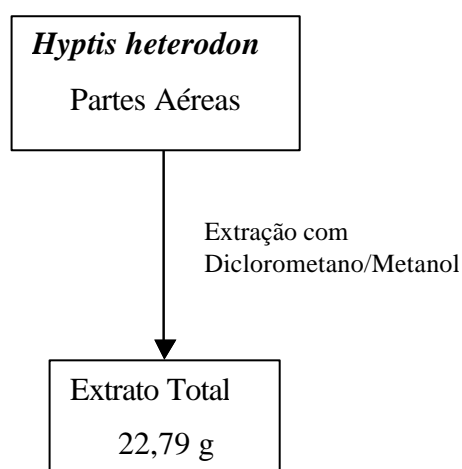 Hyptis heterodon
Partes Aéreas
Extração com
Diclorometano/Metanol
Extrato Total
22,79 g